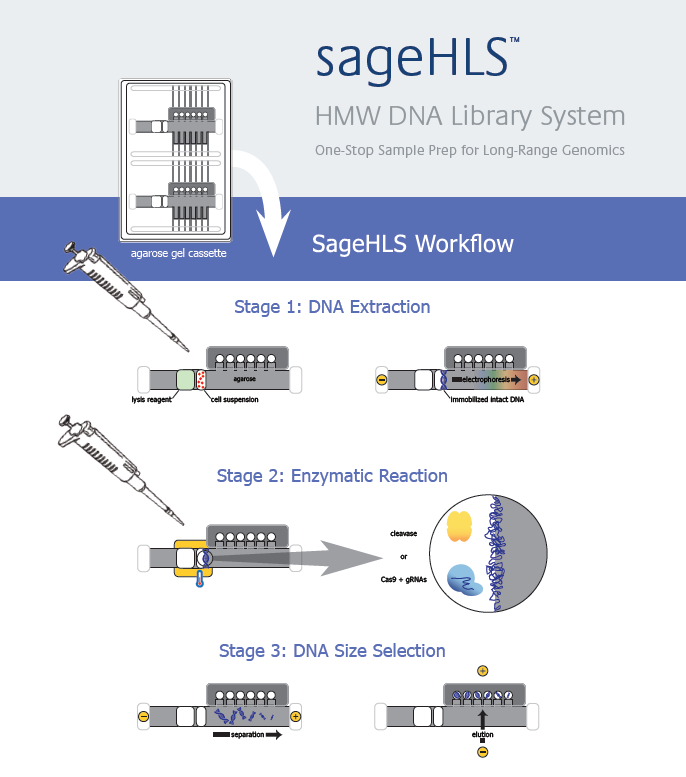 sageHLS™
HMW DNA Library System
One-Stop Sample Prep for Long-Range Genomics
agarose gel cassette
SageHLS Workflow
Stage 1: DNA Extraction
agarose
lysis reagent
cell suspension
electrophoresis
immobilized intact DNA
Stage 2: Enzymatic Reaction
cleavase
or
Cas9 + gRNAs
Stage 3: DNA Size Selection
separation
elution